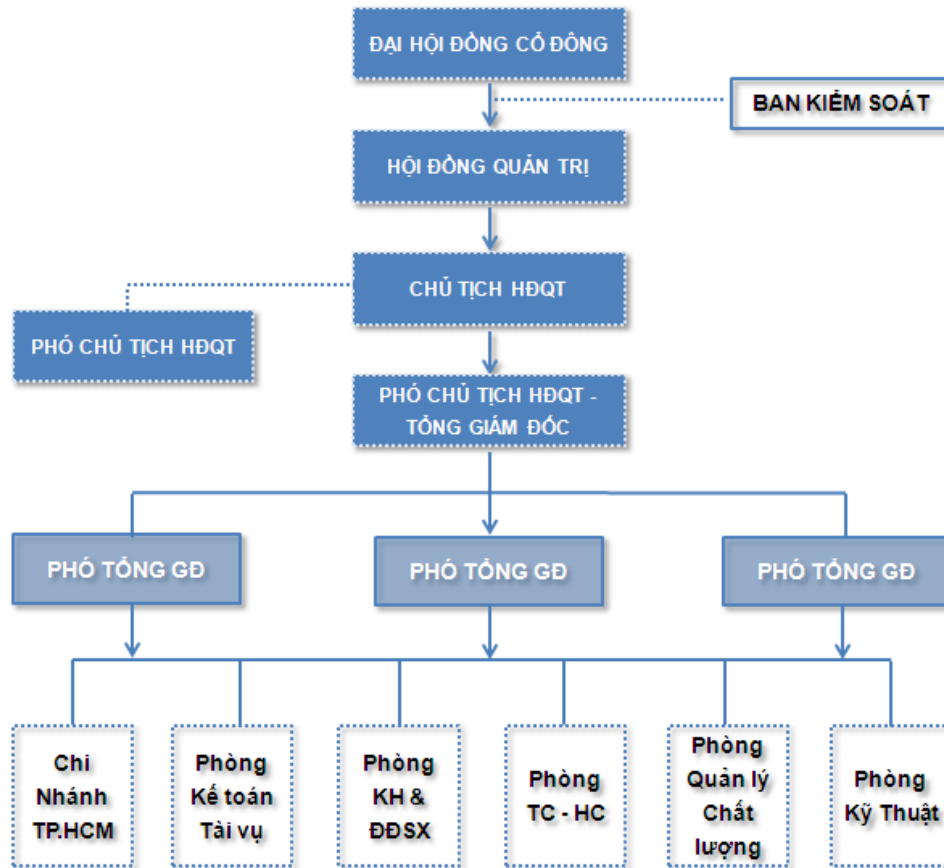 ĐẠI HỘI ĐỒNG CỔ ĐÔNG
BAN KIỂM SOÁT
HỘI ĐỒNG QUẢN TRỊ
CHỦ TỊCH HĐQT
PHÓ CHỦ TỊCH HĐQT
PHÓ CHỦ TỊCH HĐQT -
TỔNG GIÁM ĐỐC
PHÓ TỔNG GĐ
PHÓ TỔNG GĐ
PHÓ TỔNG GĐ
Chi
Nhánh
TP.HCM
Phòng
Kế toán
Tài vụ
Phòng
KH &
ĐĐSX
Phòng
TC - HC
Phòng
Quản lý
Chất
lượng
Phòng
Kỹ Thuật